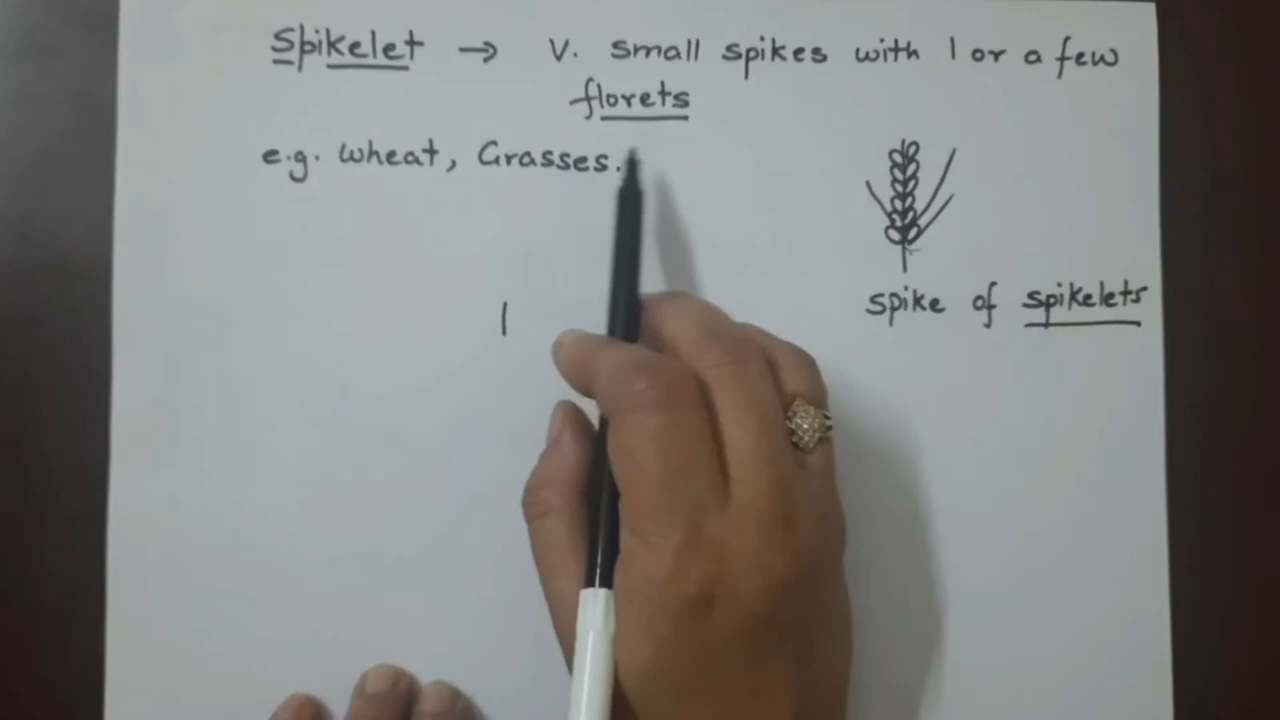 Spikelet → V. small spikes with 1 or a few
florets
e.g. Wheat, Grasses.
spike of spikelets